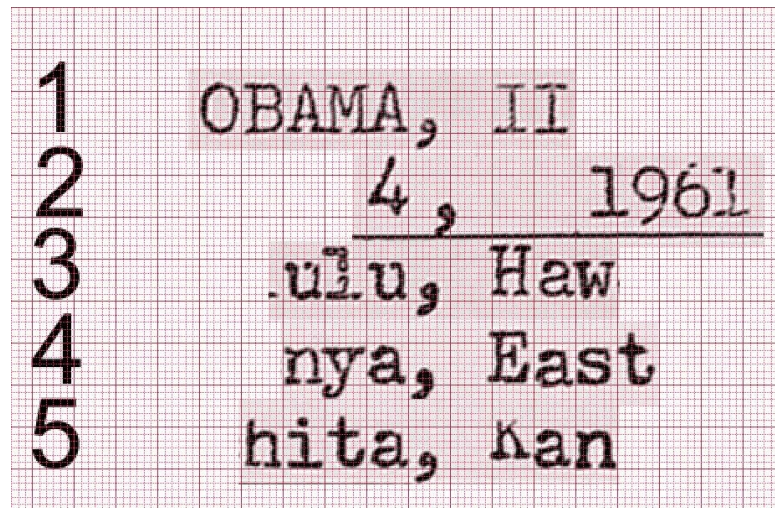 1 OBAMA, II
2 4, 1961
3 .ulu, Haw
4 nya, East
5 hita, Kan